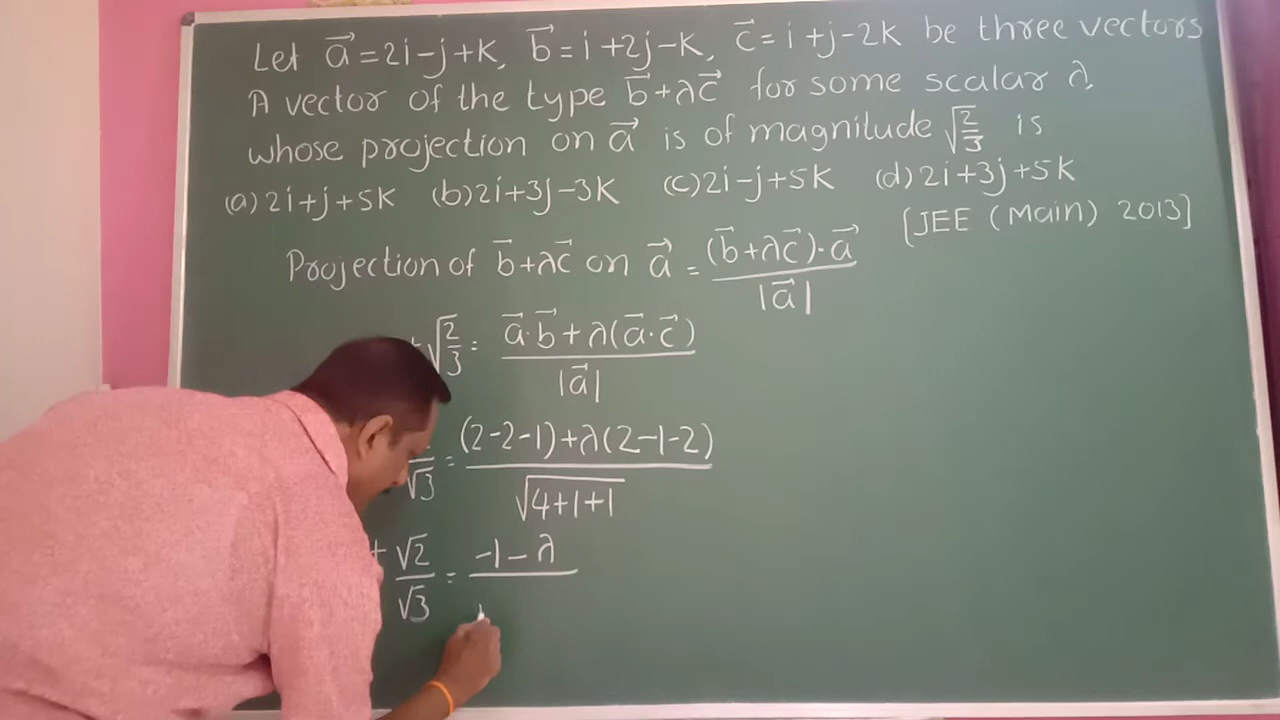 Let a⃗ = 2i-j+k, b⃗ = i+2j-k, c⃗ = i+j-2k be three vectors
A vector of the type b⃗+λc⃗ for some scalar λ,
whose projection on a⃗ is of magnitude √(2/3) is
(a) 2i+j+5k (b) 2i+3j-3k (c) 2i-j+5k (d) 2i+3j+5k
[JEE (Main) 2013]
Projection of b⃗+λc⃗ on a⃗ = (b⃗+λc⃗)·a⃗ / |a⃗|
√(2/3) = a⃗·b⃗+λ(a⃗·c⃗) / |a⃗|
√3 = (2-2-1)+λ(2-1-2) / √(4+1+1)
√2/√3 = -1-λ